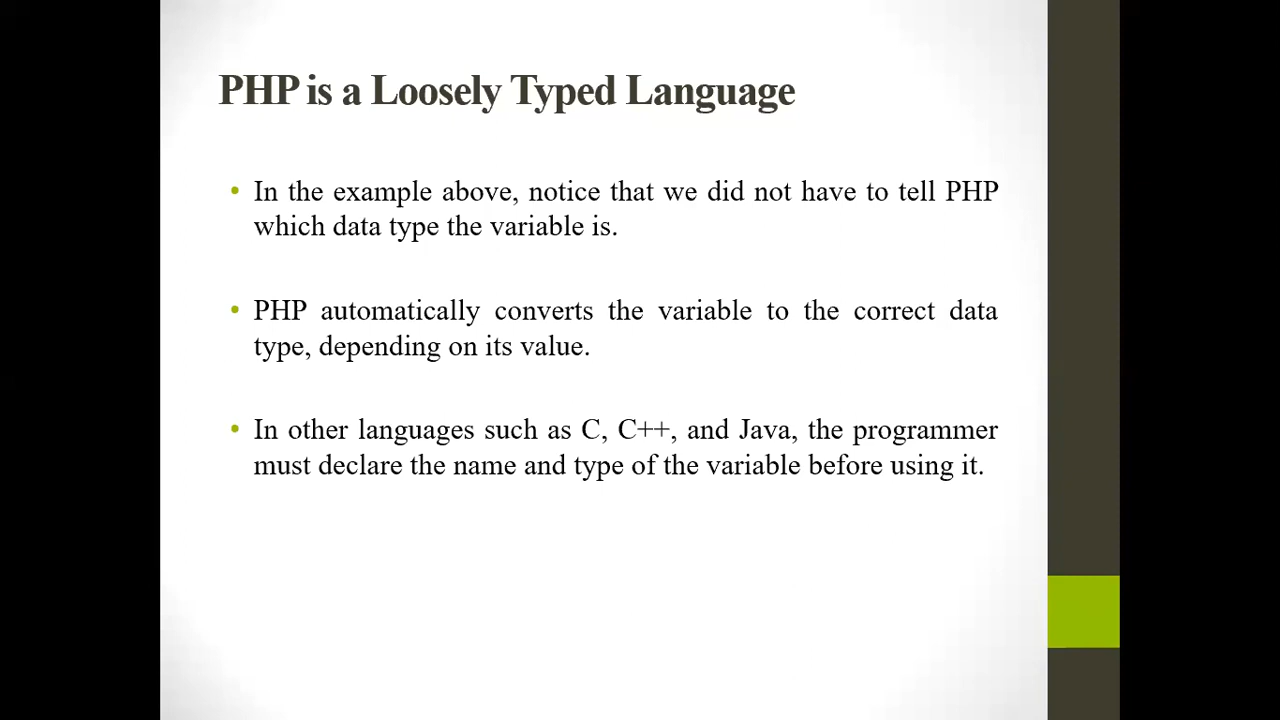 PHP is a Loosely Typed Language
• In the example above, notice that we did not have to tell PHP
which data type the variable is.
• PHP automatically converts the variable to the correct data
type, depending on its value.
• In other languages such as C, C++, and Java, the programmer
must declare the name and type of the variable before using it.